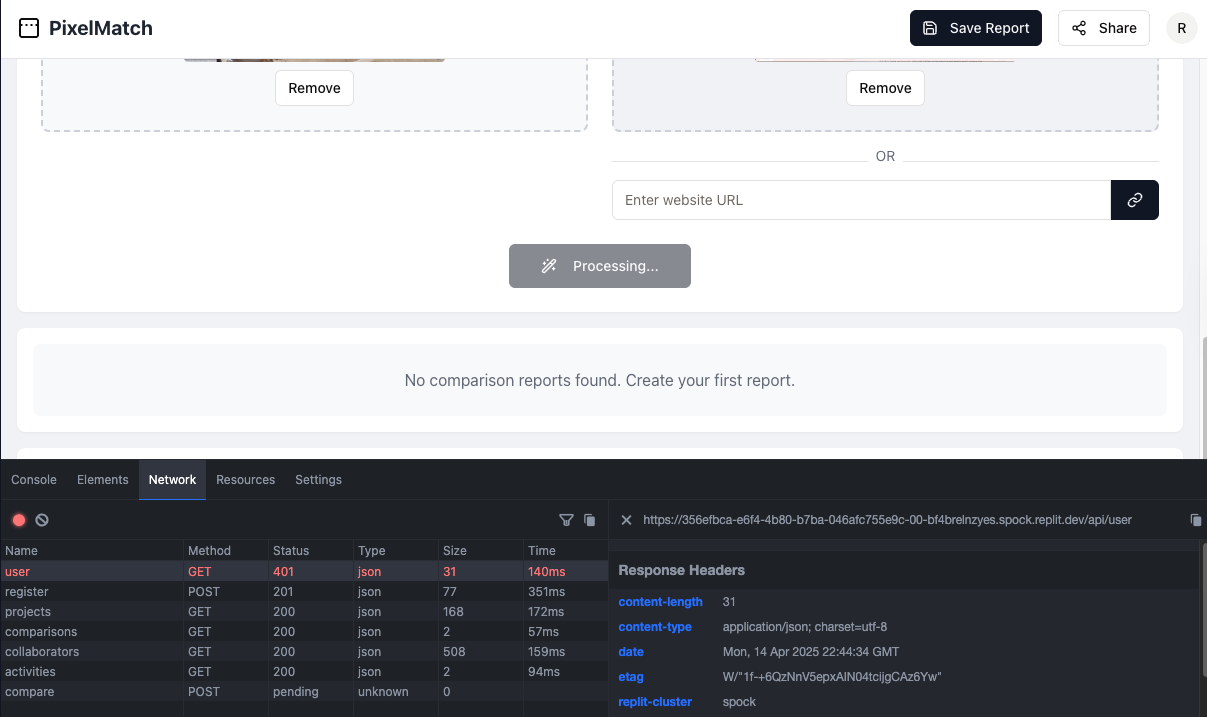 PixelMatch
Save Report
Share
R
Remove
Remove
OR
Enter website URL
Processing...
No comparison reports found. Create your first report.
Console Elements Network Resources Settings
https://356efbca-e6f4-4b80-b7ba-046afc755e9c-00-bf4brelnzyes.spock.replit.dev/api/user
Name Method Status Type Size Time
user GET 401 json 31 140ms
register POST 201 json 77 351ms
projects GET 200 json 168 172ms
comparisons GET 200 json 2 57ms
collaborators GET 200 json 508 159ms
activities GET 200 json 2 94ms
compare POST pending unknown 0
Response Headers
content-length 31
content-type application/json; charset=utf-8
date Mon, 14 Apr 2025 22:44:34 GMT
etag W/"1f-+6QzNnV5epxAlN04tcijgCAz6Yw"
replit-cluster spock